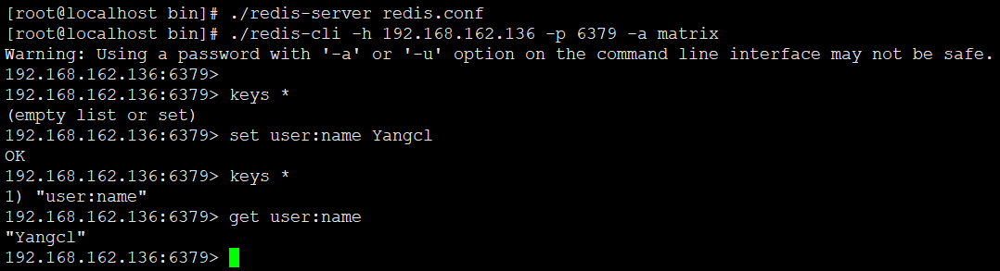 [root@localhost bin]# ./redis-server redis.conf
[root@localhost bin]# ./redis-cli -h 192.168.162.136 -p 6379 -a matrix
Warning: Using a password with '-a' or '-u' option on the command line interface may not be safe.
192.168.162.136:6379>
192.168.162.136:6379> keys *
(empty list or set)
192.168.162.136:6379> set user:name Yangcl
OK
192.168.162.136:6379> keys *
1) "user:name"
192.168.162.136:6379> get user:name
"Yangcl"
192.168.162.136:6379>